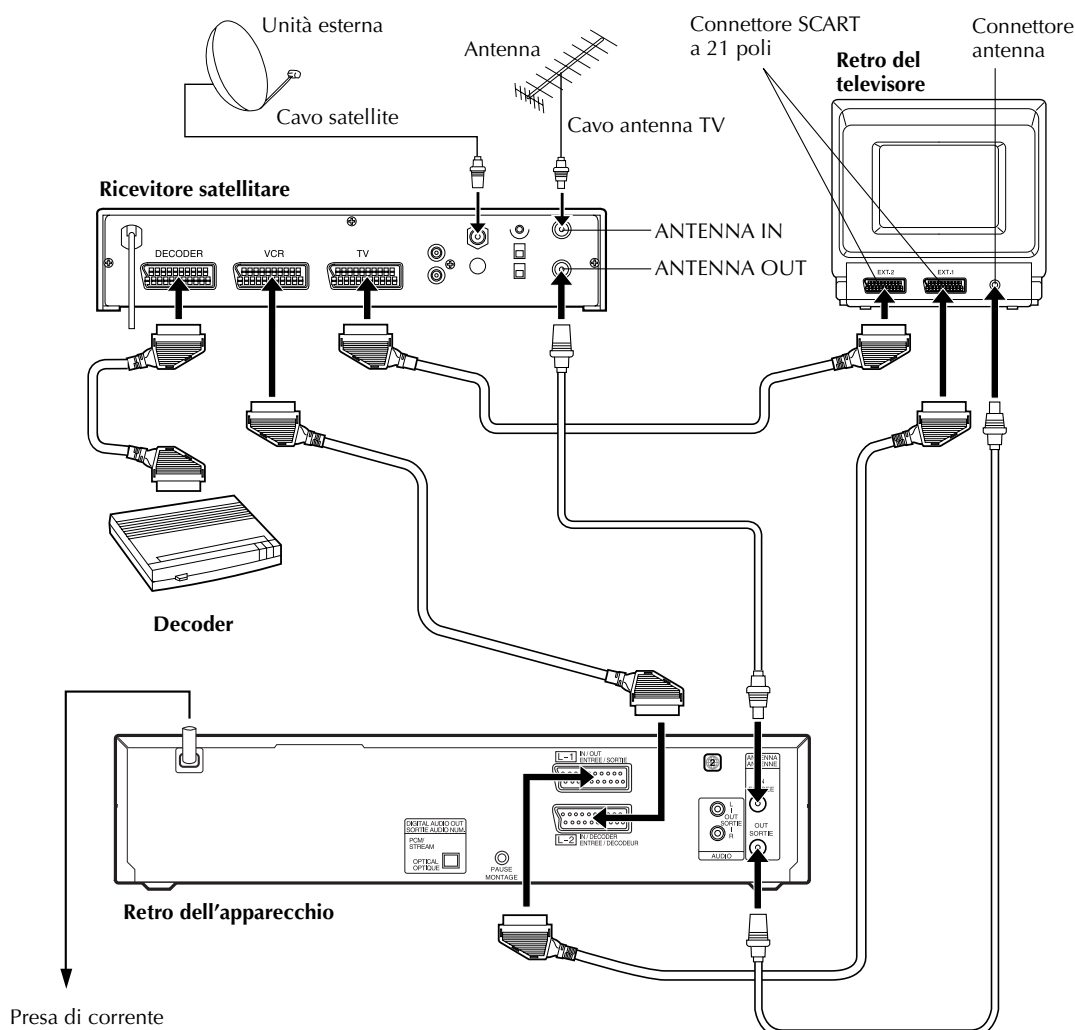 Unità esterna
Antenna
Connettore SCART
a 21 poli
Connettore
antenna
Retro del
televisore
Cavo satellite
Cavo antenna TV
Ricevitore satellitare
ANTENNA IN
ANTENNA OUT
DECODER
VCR
TV
EXT.2
EXT.1
Decoder
L-1
IN / OUT
ENTREE / SORTIE
2
ANTENNA
ANTENNE
L
OUT
SORTIE
R
AUDIO
OUT
SORTIE
L-2
IN / DECODER
ENTREE / DECODEUR
DIGITAL AUDIO OUT
SORTIE AUDIO NUM.
PCM/
STREAM
OPTICAL
OPTIQUE
PAUSE
MONTAGE
Retro dell'apparecchio
Presa di corrente